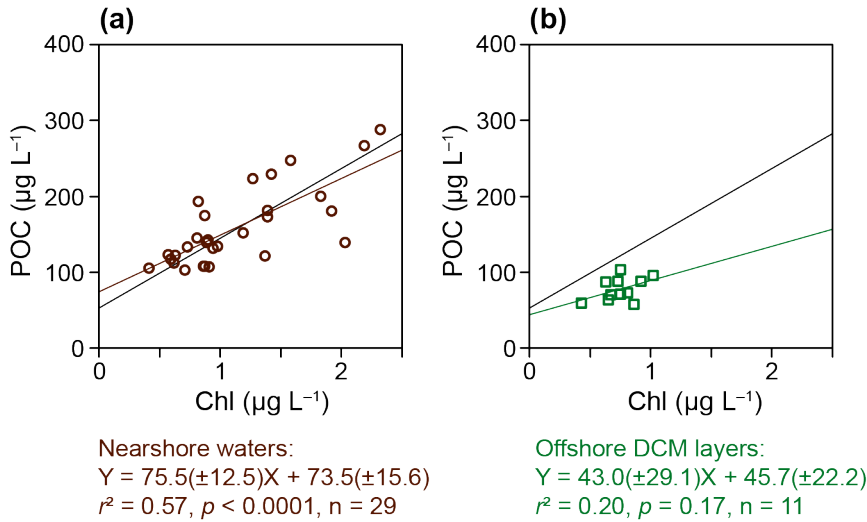 (a)
400
300
200
100
0
POC (µg L⁻¹)
0
1
2
Chl (µg L⁻¹)
Nearshore waters:
Y = 75.5(±12.5)X + 73.5(±15.6)
r² = 0.57, p < 0.0001, n = 29
(b)
400
300
200
100
0
POC (µg L⁻¹)
0
1
2
Chl (µg L⁻¹)
Offshore DCM layers:
Y = 43.0(±29.1)X + 45.7(±22.2)
r² = 0.20, p = 0.17, n = 11